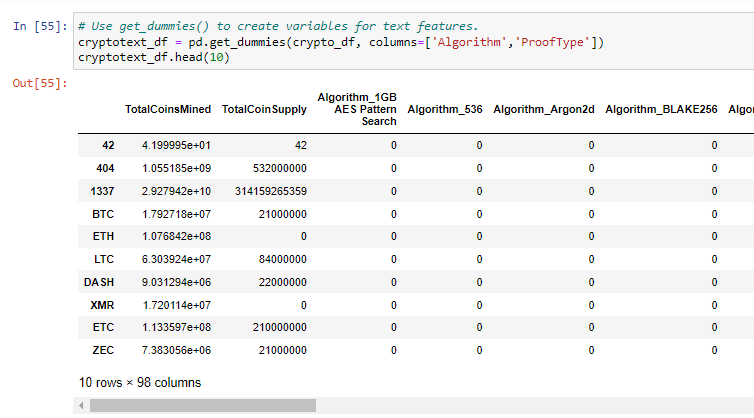 In [55]: # Use get_dummies() to create variables for text features.
cryptotext_df = pd.get_dummies(crypto_df, columns=['Algorithm','ProofType'])
cryptotext_df.head(10)
Out[55]:
TotalCoinsMined TotalCoinSupply Algorithm_1GB AES Pattern Search Algorithm_536 Algorithm_Argon2d Algorithm_BLAKE256 Algo
42 4.199995e+01 42 0 0 0 0
404 1.055185e+09 532000000 0 0 0 0
1337 2.927942e+10 314159265359 0 0 0 0
BTC 1.792718e+07 21000000 0 0 0 0
ETH 1.076842e+08 0 0 0 0 0
LTC 6.303924e+07 84000000 0 0 0 0
DASH 9.031294e+06 22000000 0 0 0 0
XMR 1.720114e+07 0 0 0 0 0
ETC 1.133597e+08 210000000 0 0 0 0
ZEC 7.383056e+06 21000000 0 0 0 0
10 rows × 98 columns